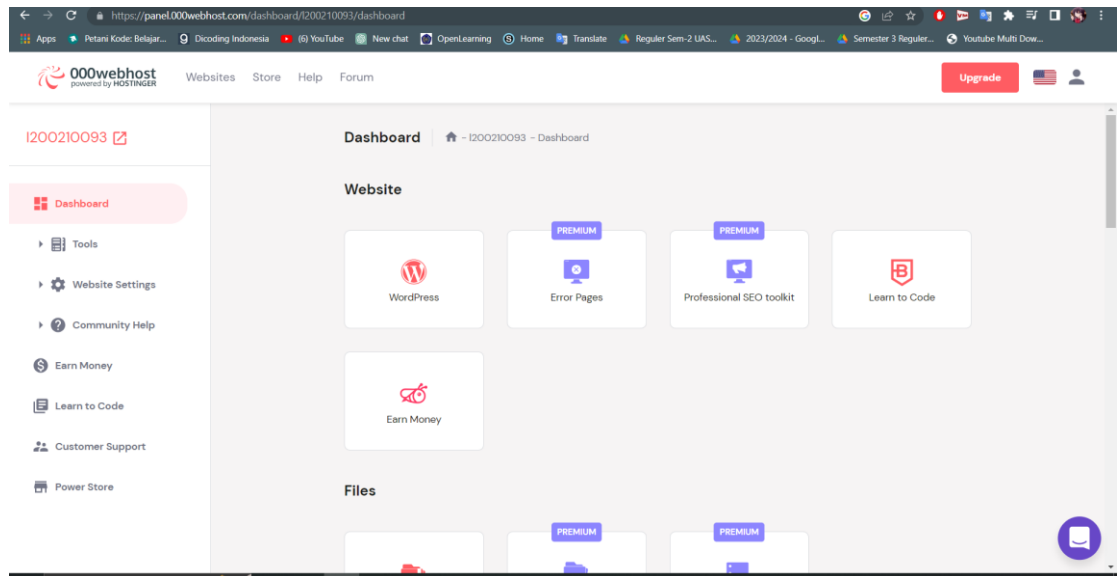 https://panel.000webhost.com/dashboard/l200210093/dashboard
Apps Petani Kode: Belajar... Dicoding Indonesia (6) YouTube New chat OpenLearning Home Translate Reguler Sem-2 UAS... 2023/2024 - Googl... Semester 3 Reguler... Youtube Multi Dow...
000webhost
powered by HOSTINGER
Websites Store Help Forum
Upgrade
l200210093
Dashboard
Tools
Website Settings
Community Help
Earn Money
Learn to Code
Customer Support
Power Store
Dashboard - l200210093 - Dashboard
Website
PREMIUM PREMIUM
WordPress Error Pages Professional SEO toolkit Learn to Code
Earn Money
Files
PREMIUM PREMIUM